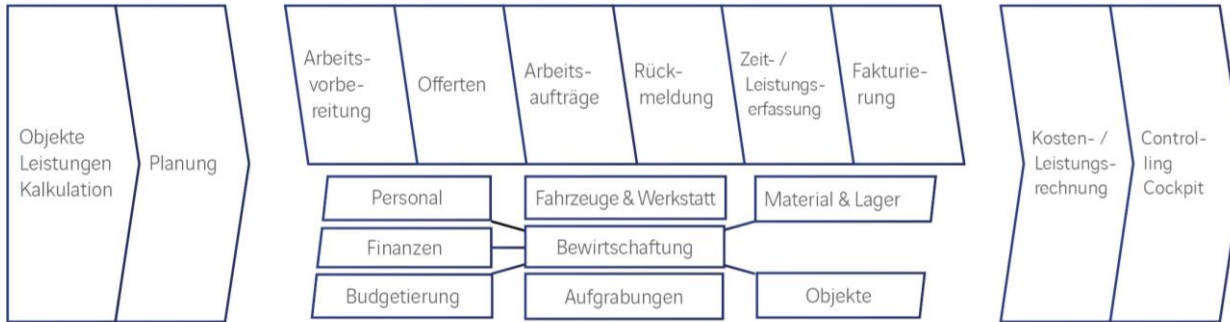 Objekte
Leistungen
Kalkulation
Planung
Arbeits-
vorbe-
reitung
Offerten
Arbeits-
aufträge
Rück-
meldung
Zeit- /
Leistungs-
erfassung
Fakturie-
rung
Personal
Fahrzeuge & Werkstatt
Material & Lager
Finanzen
Bewirtschaftung
Budgetierung
Aufgrabungen
Objekte
Kosten- /
Leistungs-
rechnung
Control-
ling
Cockpit